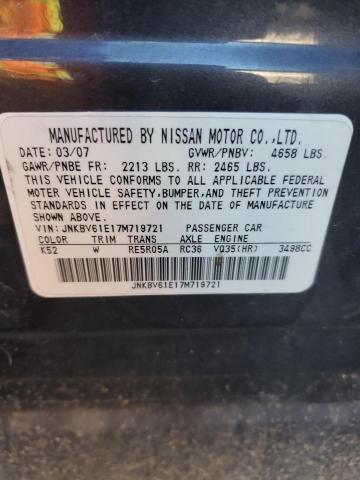 MANUFACTURED BY NISSAN MOTOR CO.,LTD.
DATE: 03/07 GVWR/PNBV: 4658 LBS.
GAWR/PNBE FR: 2213 LBS. RR: 2465 LBS.
THIS VEHICLE CONFORMS TO ALL APPLICABLE FEDERAL
MOTOR VEHICLE SAFETY,BUMPER,AND THEFT PREVENTION
STANDARDS IN EFFECT ON THE DATE OF MANUFACTURE
SHOWN ABOVE.
VIN: JNKBV61E17M719721 PASSENGER CAR
COLOR TRIM TRANS AXLE ENGINE
K52 W RE5R05A RC36 VQ35(HR) 3498CC
JNKBV61E17M719721